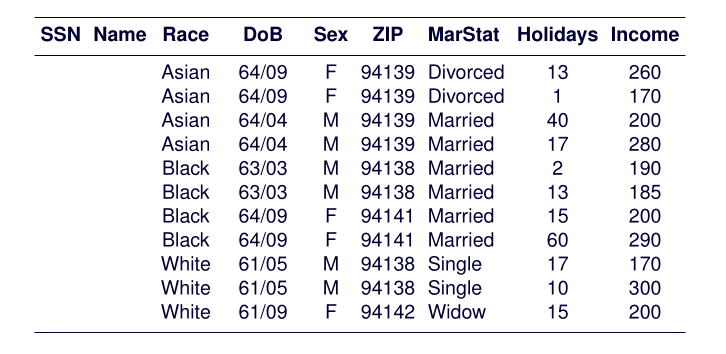 SSN Name Race DoB Sex ZIP MarStat Holidays Income
Asian 64/09 F 94139 Divorced 13 260
Asian 64/09 F 94139 Divorced 1 170
Asian 64/04 M 94139 Married 40 200
Asian 64/04 M 94139 Married 17 280
Black 63/03 M 94138 Married 2 190
Black 63/03 M 94138 Married 13 185
Black 64/09 F 94141 Married 15 200
Black 64/09 F 94141 Married 60 290
White 61/05 M 94138 Single 17 170
White 61/05 M 94138 Single 10 300
White 61/09 F 94142 Widow 15 200